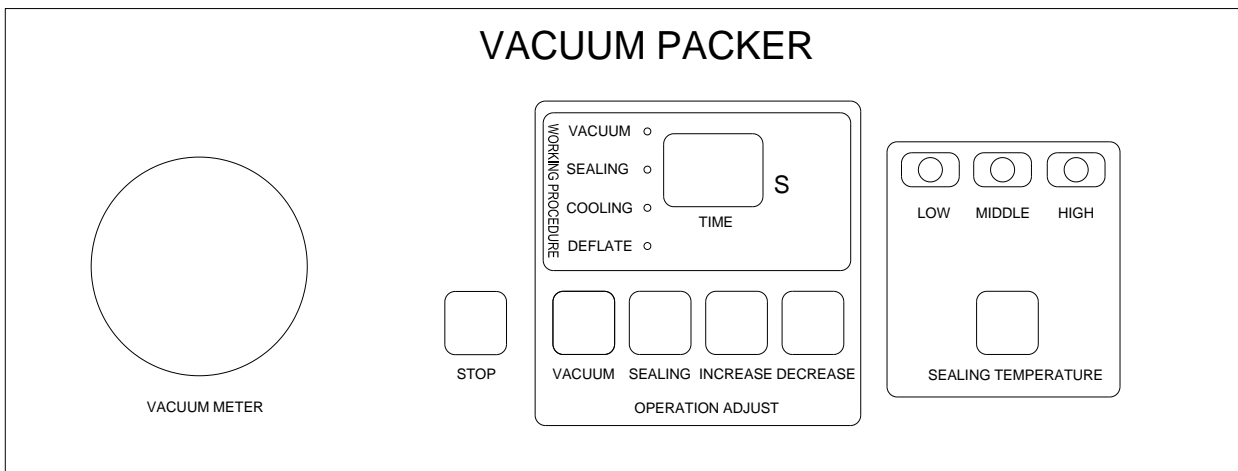 VACUUM PACKER
WORKING PROCEDURE
VACUUM
SEALING
COOLING
DEFLATE
S
TIME
LOW MIDDLE HIGH
STOP
VACUUM SEALING INCREASE DECREASE
OPERATION ADJUST
SEALING TEMPERATURE
VACUUM METER